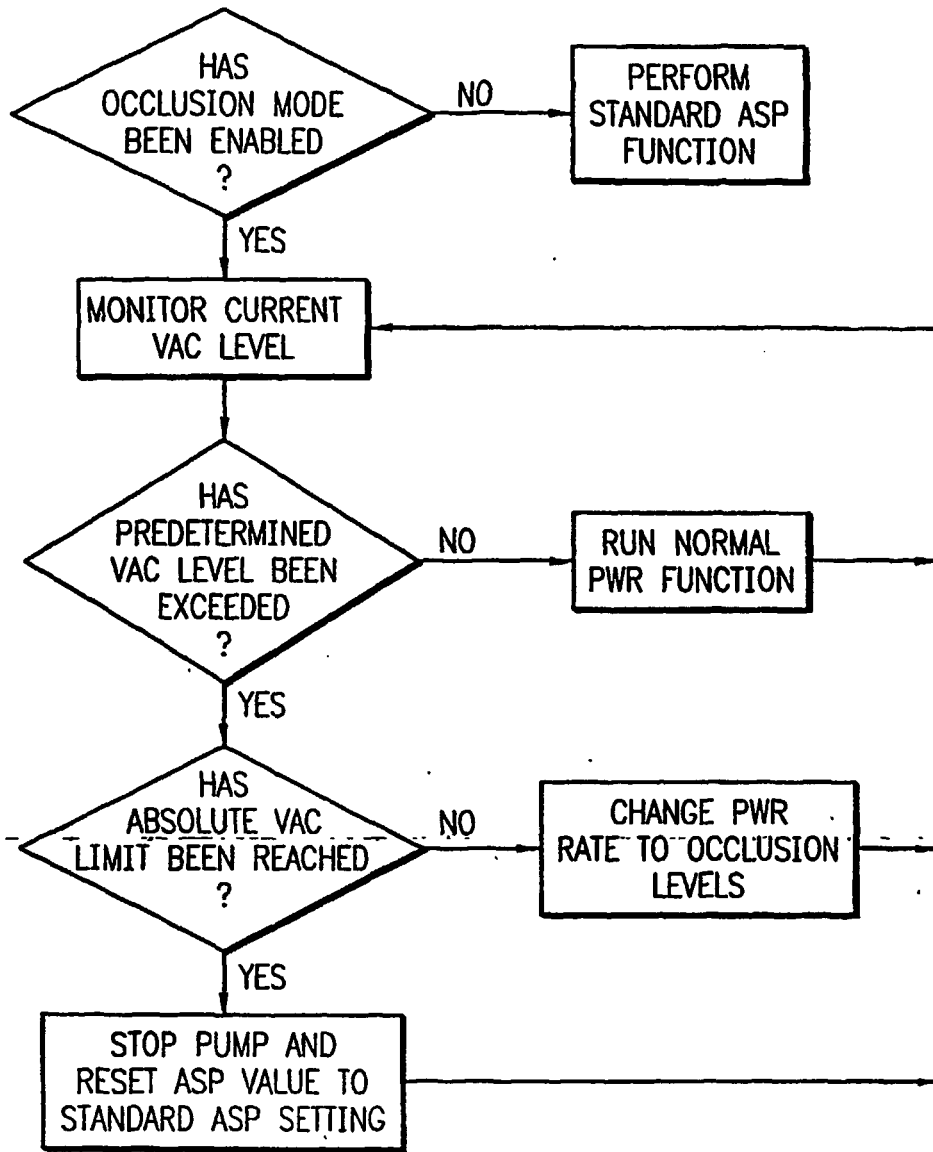 HAS
OCCLUSION MODE
BEEN ENABLED
?
NO
PERFORM
STANDARD ASP
FUNCTION
YES
MONITOR CURRENT
VAC LEVEL
HAS
PREDETERMINED
VAC LEVEL BEEN
EXCEEDED
?
NO
RUN NORMAL
PWR FUNCTION
YES
HAS
ABSOLUTE VAC
LIMIT BEEN REACHED
?
NO
CHANGE PWR
RATE TO OCCLUSION
LEVELS
YES
STOP PUMP AND
RESET ASP VALUE TO
STANDARD ASP SETTING